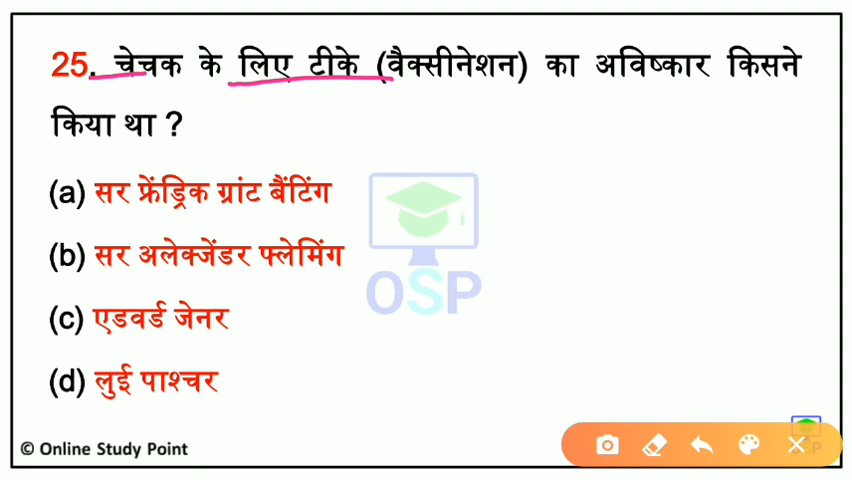 25. चेचक के लिए टीके (वैक्सीनेशन) का अविष्कार किसने
किया था ?
(a) सर फ्रेंड्रिक ग्रांट बैंटिंग
(b) सर अलेक्जेंडर फ्लेमिंग
OSP
(c) एडवर्ड जेनर
(d) लुई पाश्चर
© Online Study Point